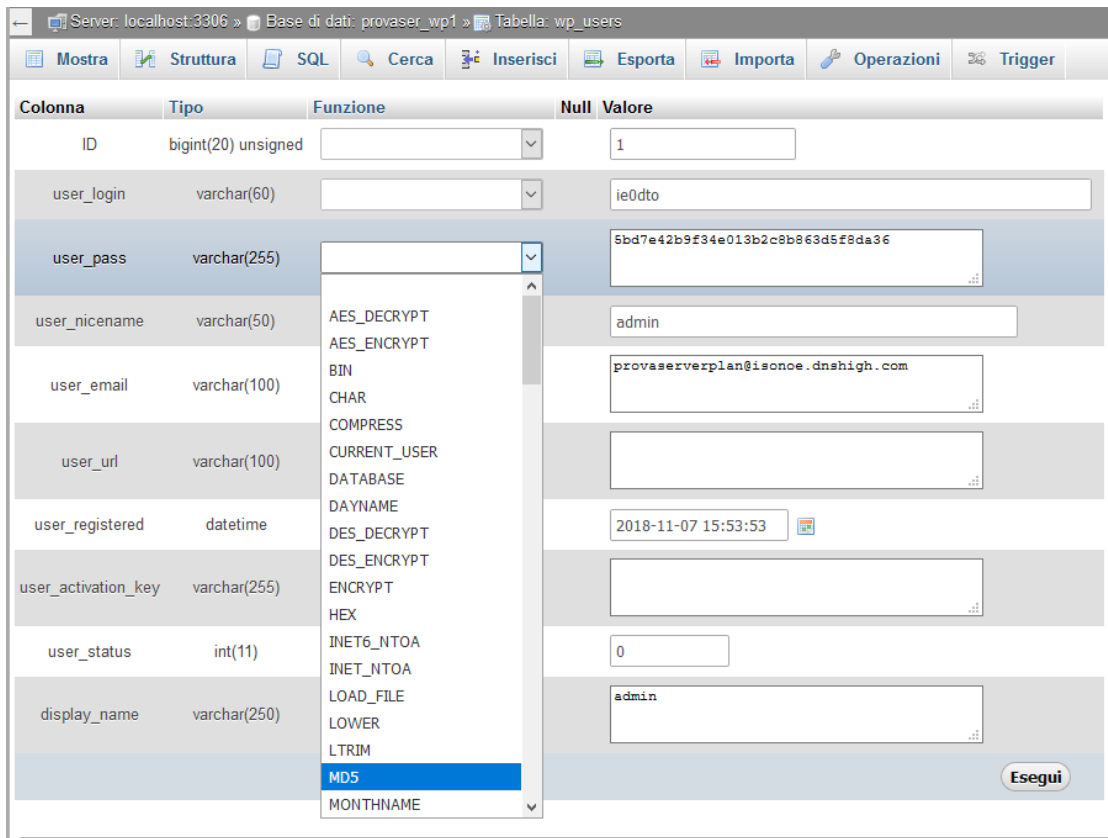 Server: localhost:3306 » Base di dati: provaser_wp1 » Tabella: wp_users
Mostra Struttura SQL Cerca Inserisci Esporta Importa Operazioni Trigger
Colonna Tipo Funzione Null Valore
ID bigint(20) unsigned 1
user_login varchar(60) ie0dto
user_pass varchar(255) 5bd7e42b9f34e013b2c8b863d5f8da36
user_nicename varchar(50) admin
user_email varchar(100) provaserverplan@isonoe.dnshigh.com
user_url varchar(100)
user_registered datetime 2018-11-07 15:53:53
user_activation_key varchar(255)
user_status int(11) 0
display_name varchar(250) admin
AES_DECRYPT
AES_ENCRYPT
BIN
CHAR
COMPRESS
CURRENT_USER
DATABASE
DAYNAME
DES_DECRYPT
DES_ENCRYPT
ENCRYPT
HEX
INET6_NTOA
INET_NTOA
LOAD_FILE
LOWER
LTRIM
MD5
MONTHNAME
Esegui